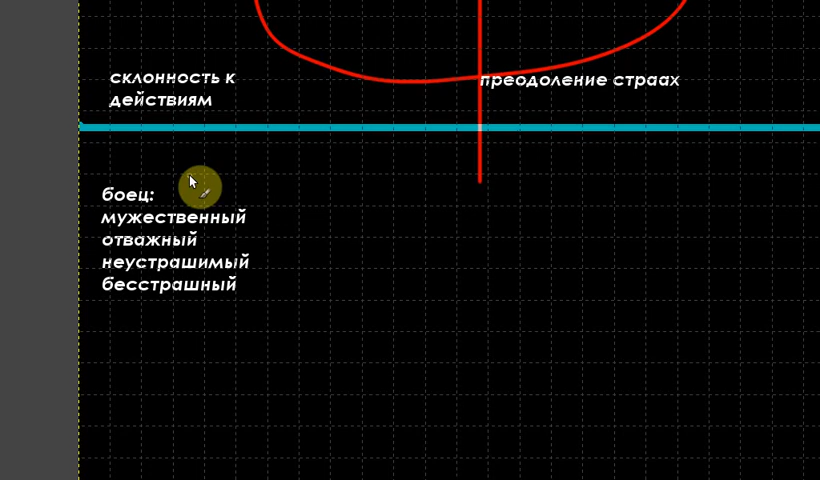 склонность к
действиям
преодоление страах
боец:
мужественный
отважный
неустрашимый
бесстрашный